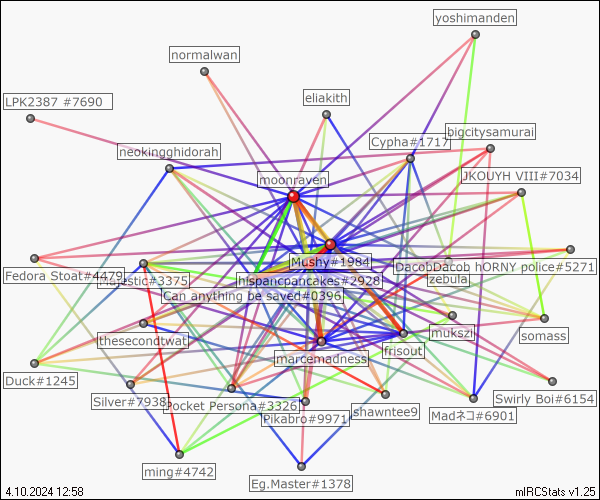 yoshimanden
normalwan
LPK2387 #7690
eliakith
bigcitysamurai
Cypha#1717
neokingghidorah
JKOUYH VIII#7034
moonraven
Mushy#1984
DacobDacob hORNY police#5271
Fedora Stoat#4479
Majestic#3375
hispancpancakes#2928
zebula
Can anything be saved#0396
mukszi
somass
thesecondtwat
marcemadness
frisout
Duck#1245
Silver#7938
Pocket Persona#3326
Pikabro#9971
shawntee9
Madネコ#6901
Swirly Boi#6154
ming#4742
Eg.Master#1378
4.10.2024 12:58
mIRCStats v1.25